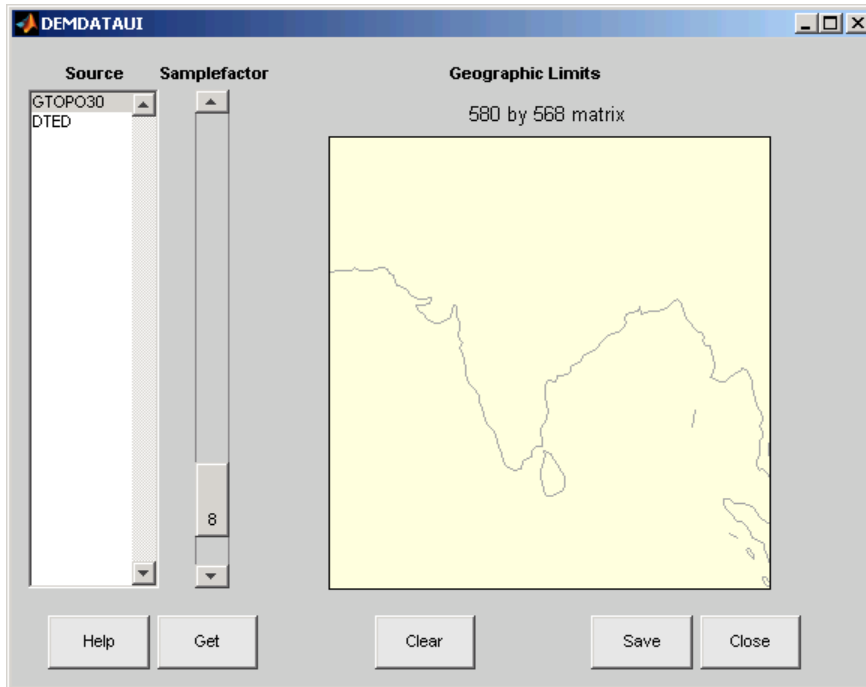 DEMDATAUI
Source
Samplefactor
Geographic Limits
GTOPO30
DTED
580 by 568 matrix
8
Help
Get
Clear
Save
Close